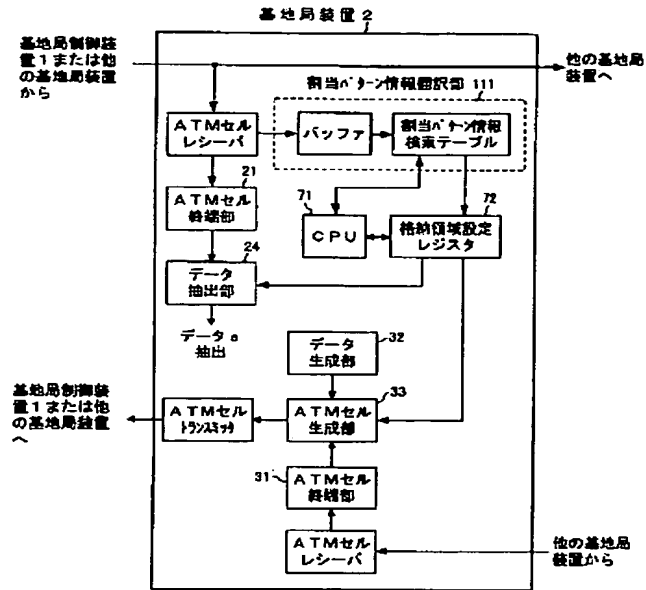 基地局装置2
基地局制御装
置1または他
の基地局装置
から
他の基地局
装置へ
割当パターン情報翻訳部 111
ATMセル
レシーバ
バッファ
割当パターン情報
検索テーブル
21
ATMセル
終端部
71
CPU
72
格納領域設定
レジスタ
24
データ
抽出部
データa
抽出
32
データ
生成部
基地局制御装
置1または他
の基地局装置
へ
ATMセル
トランスミッタ
33
ATMセル
生成部
31
ATMセル
終端部
ATMセル
レシーバ
他の基地局
装置から